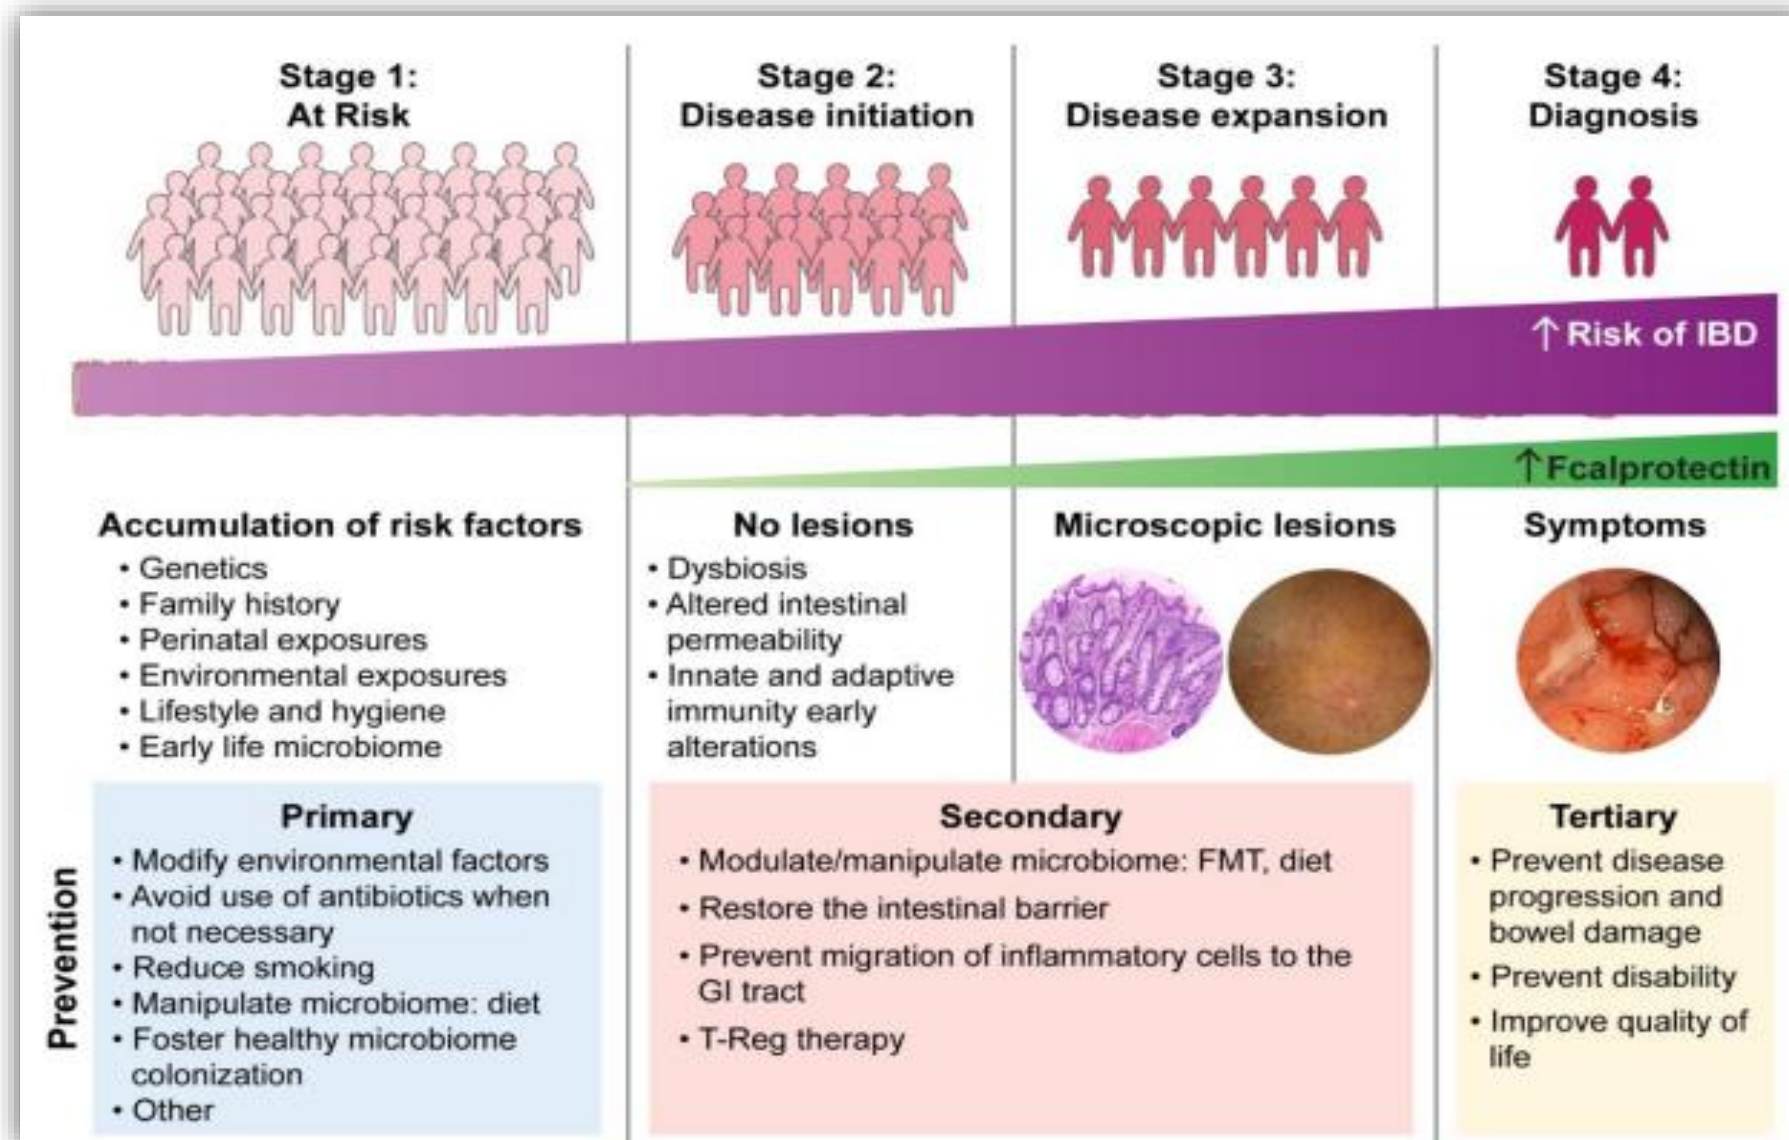 Stage 1:
At Risk
Stage 2:
Disease initiation
Stage 3:
Disease expansion
Stage 4:
Diagnosis
↑ Risk of IBD
↑Fcalprotectin
Accumulation of risk factors
• Genetics
• Family history
• Perinatal exposures
• Environmental exposures
• Lifestyle and hygiene
• Early life microbiome
No lesions
• Dysbiosis
• Altered intestinal
permeability
• Innate and adaptive
immunity early
alterations
Microscopic lesions
Symptoms
Prevention
Primary
• Modify environmental factors
• Avoid use of antibiotics when
not necessary
• Reduce smoking
• Manipulate microbiome: diet
• Foster healthy microbiome
colonization
• Other
Secondary
• Modulate/manipulate microbiome: FMT, diet
• Restore the intestinal barrier
• Prevent migration of inflammatory cells to the
GI tract
• T-Reg therapy
Tertiary
• Prevent disease
progression and
bowel damage
• Prevent disability
• Improve quality of
life